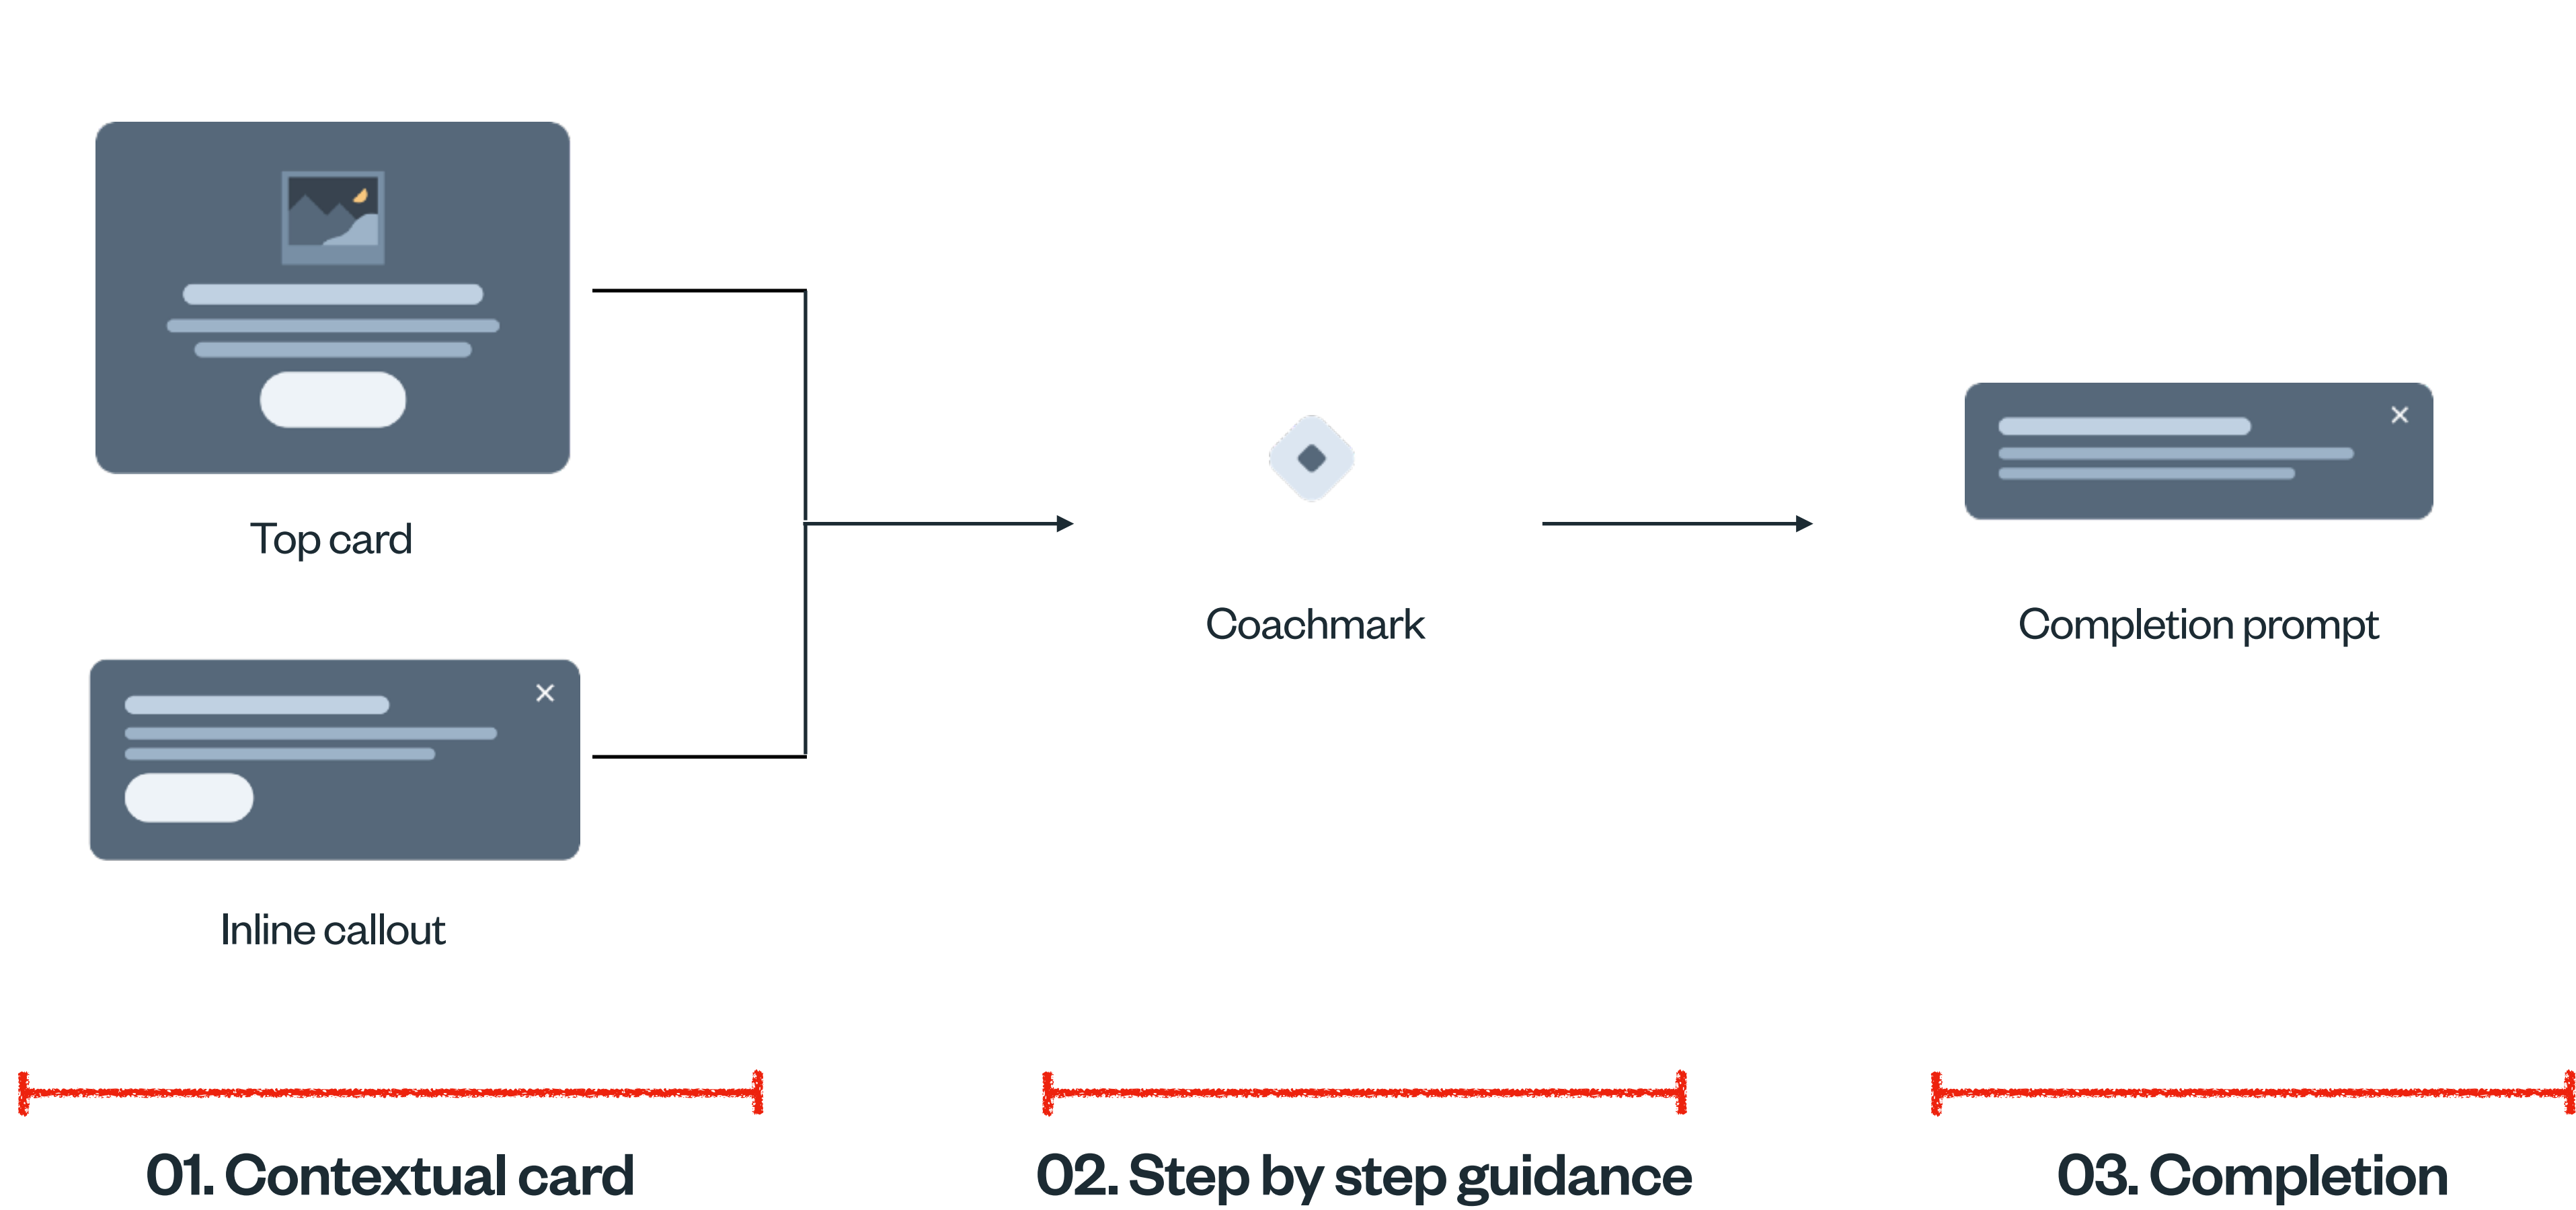 Top card
Inline callout
Coachmark
Completion prompt
01. Contextual card
02. Step by step guidance
03. Completion